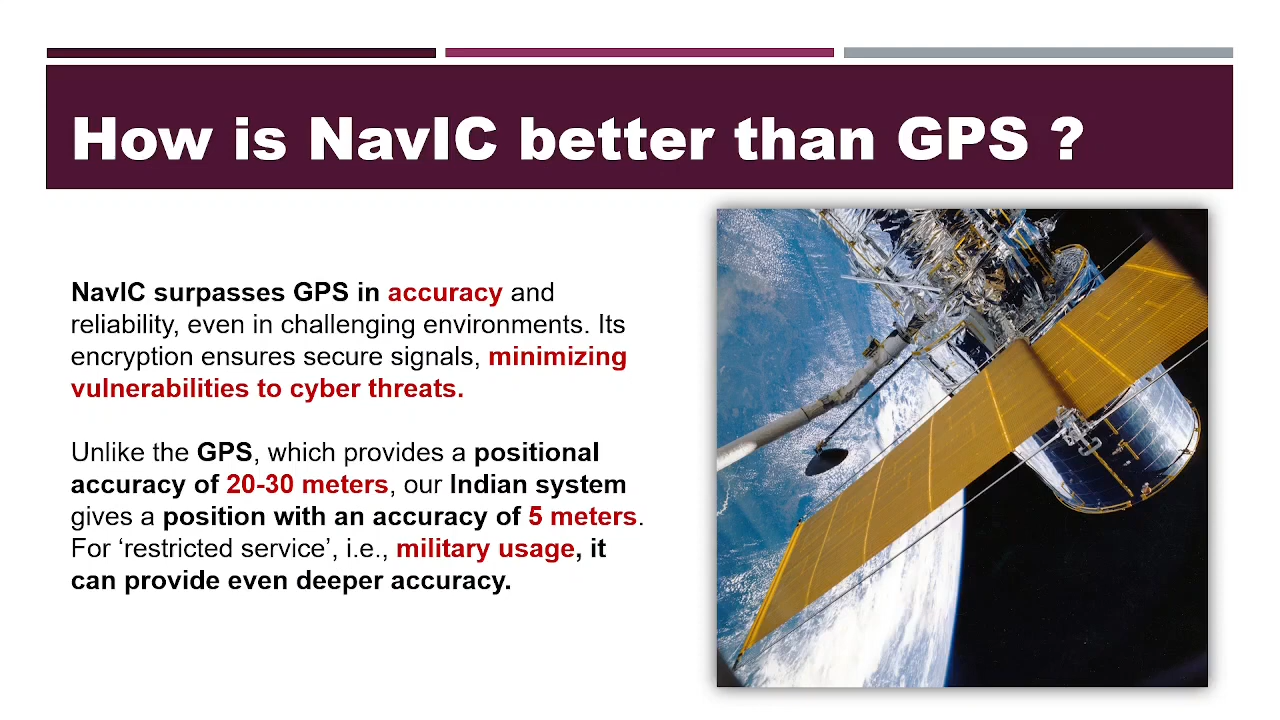 How is NavIC better than GPS ?
NavIC surpasses GPS in accuracy and
reliability, even in challenging environments. Its
encryption ensures secure signals, minimizing
vulnerabilities to cyber threats.
Unlike the GPS, which provides a positional
accuracy of 20-30 meters, our Indian system
gives a position with an accuracy of 5 meters.
For ‘restricted service’, i.e., military usage, it
can provide even deeper accuracy.